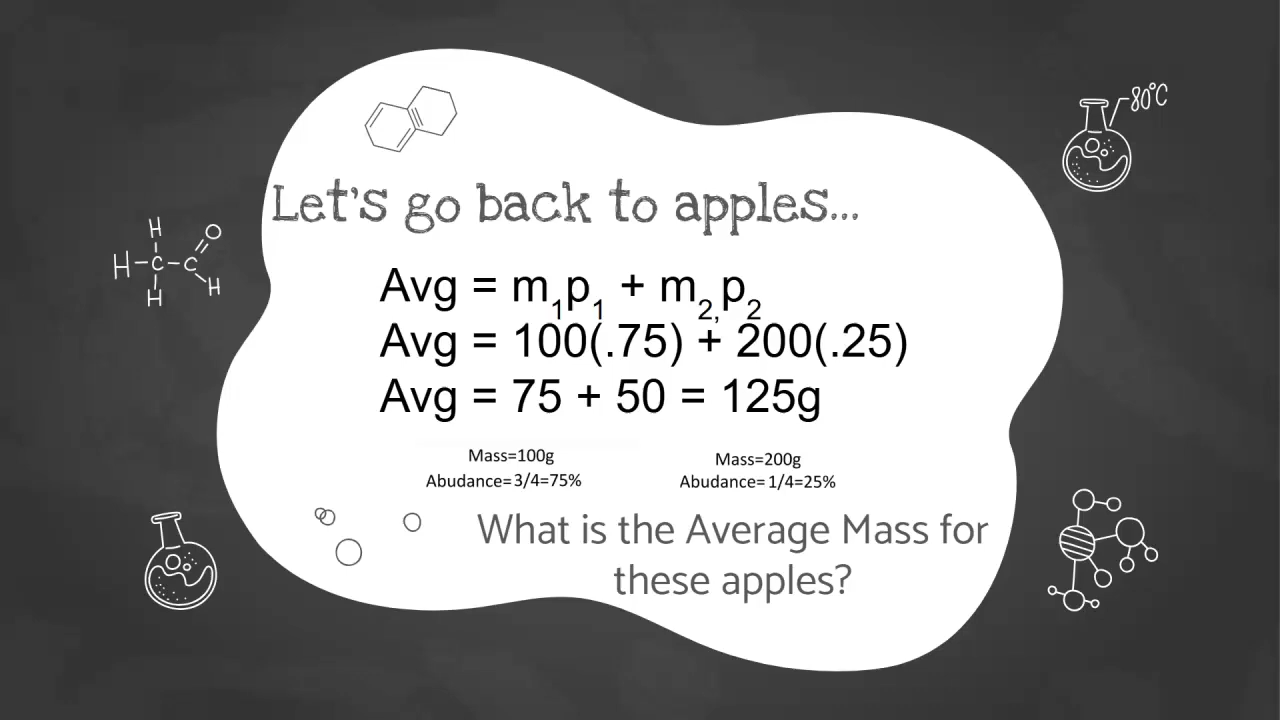 80°C
Let's go back to apples...
H
H-C-C
O
H
H
Avg = m₁p₁ + m₂,p₂
Avg = 100(.75) + 200(.25)
Avg = 75 + 50 = 125g
Mass=100g
Abudance= 3/4=75%
Mass=200g
Abudance= 1/4=25%
What is the Average Mass for
these apples?